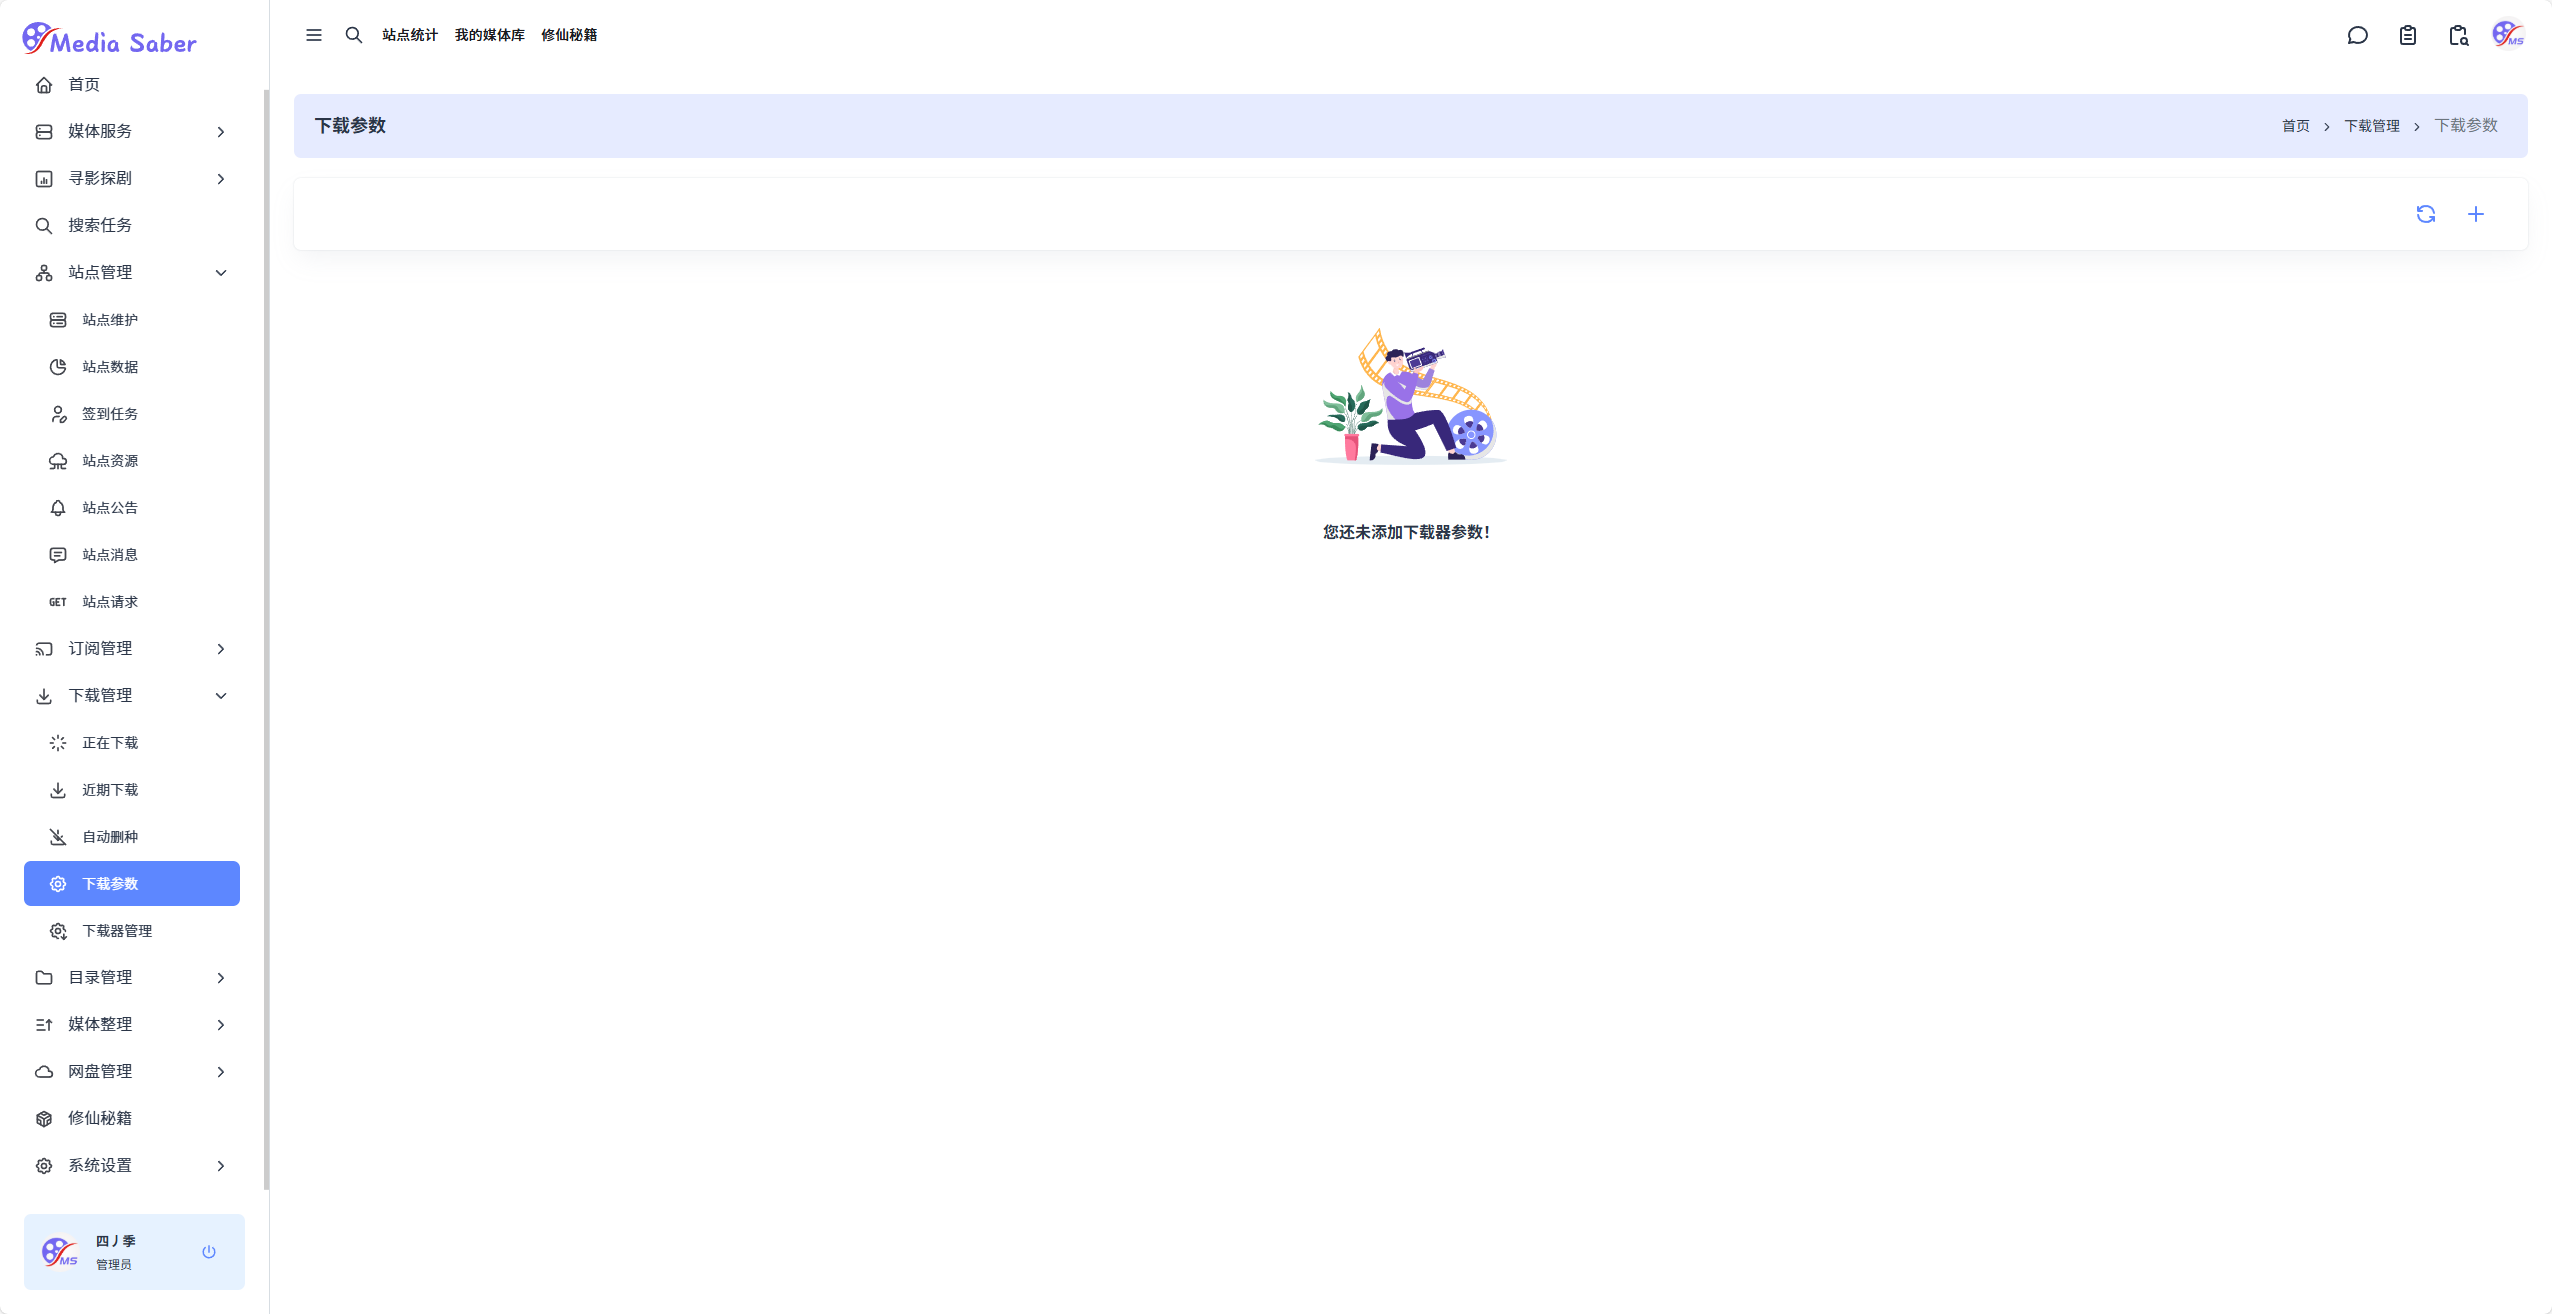 Media Saber
首页
媒体服务
寻影探剧
搜索任务
站点管理
站点维护
站点数据
签到任务
站点资源
站点公告
站点消息
GET 站点请求
订阅管理
下载管理
正在下载
近期下载
自动删种
下载参数
下载器管理
目录管理
媒体整理
网盘管理
修仙秘籍
系统设置
MS
四丿季
管理员
站点统计 我的媒体库 修仙秘籍
MS
下载参数
首页 > 下载管理 > 下载参数
您还未添加下载器参数！